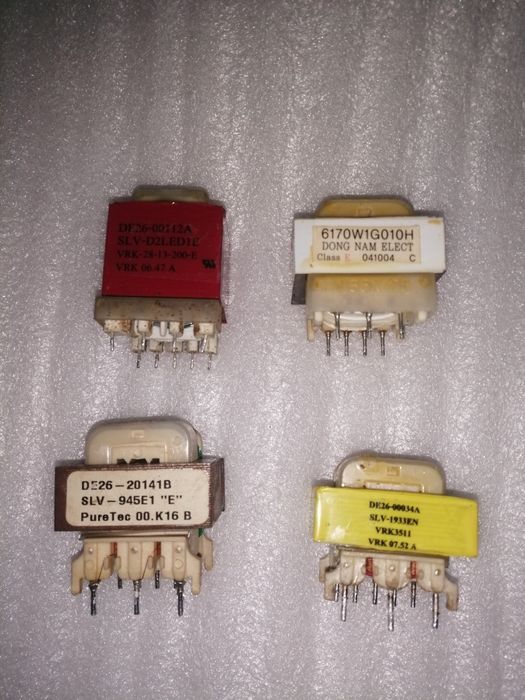 DE26-00112A
SLV-D2LED1E
VRK-28-13-200-E
VRK 06.47 A
6170W1G010H
DONG NAM ELECT
Class E 041004 C
DE26-20141B
SLV-945E1 "E"
PureTec 00.K16 B
DE26-00034A
SLV-1933EN
VRK3511
VRK 07.52 A